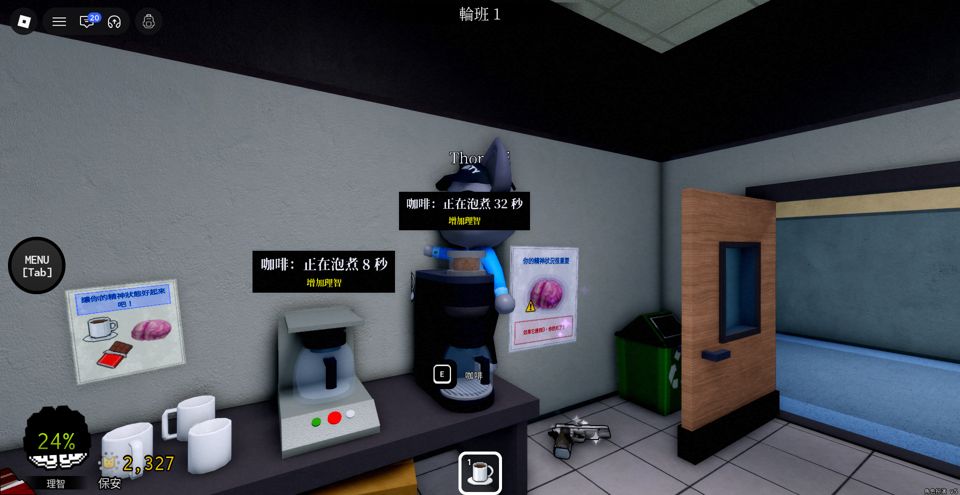 20
輪班 1
Thor
咖啡：正在泡煮 32 秒
增加理智
咖啡：正在泡煮 8 秒
增加理智
MENU
[Tab]
讓你的精神狀態好起來
吧！
你的精神狀況很重要
E
咖啡
24%
理智
2,327
保安
1